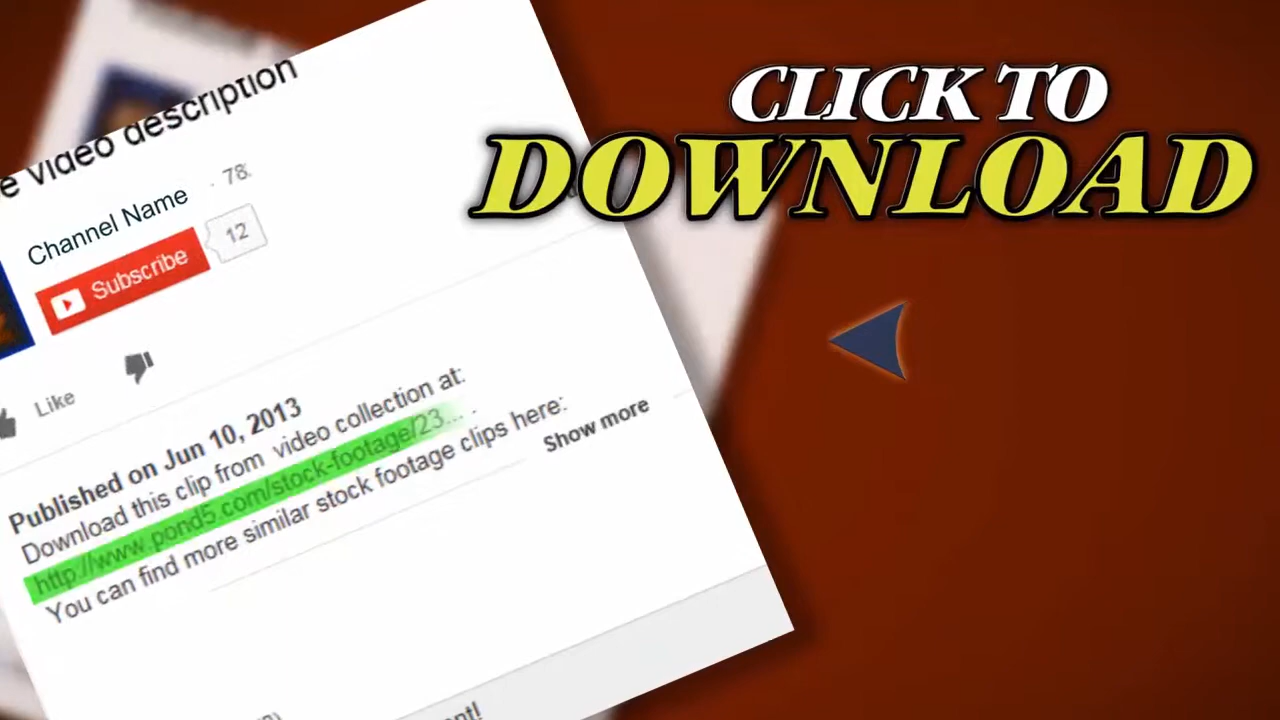 CLICK TO
DOWNLOAD
e video description
Channel Name
78
Subscribe
12
Like
Published on Jun 10, 2013
Download this clip from video collection at:
http://www.pond5.com/stock-footage/23... .
You can find more similar stock footage clips here:
Show more